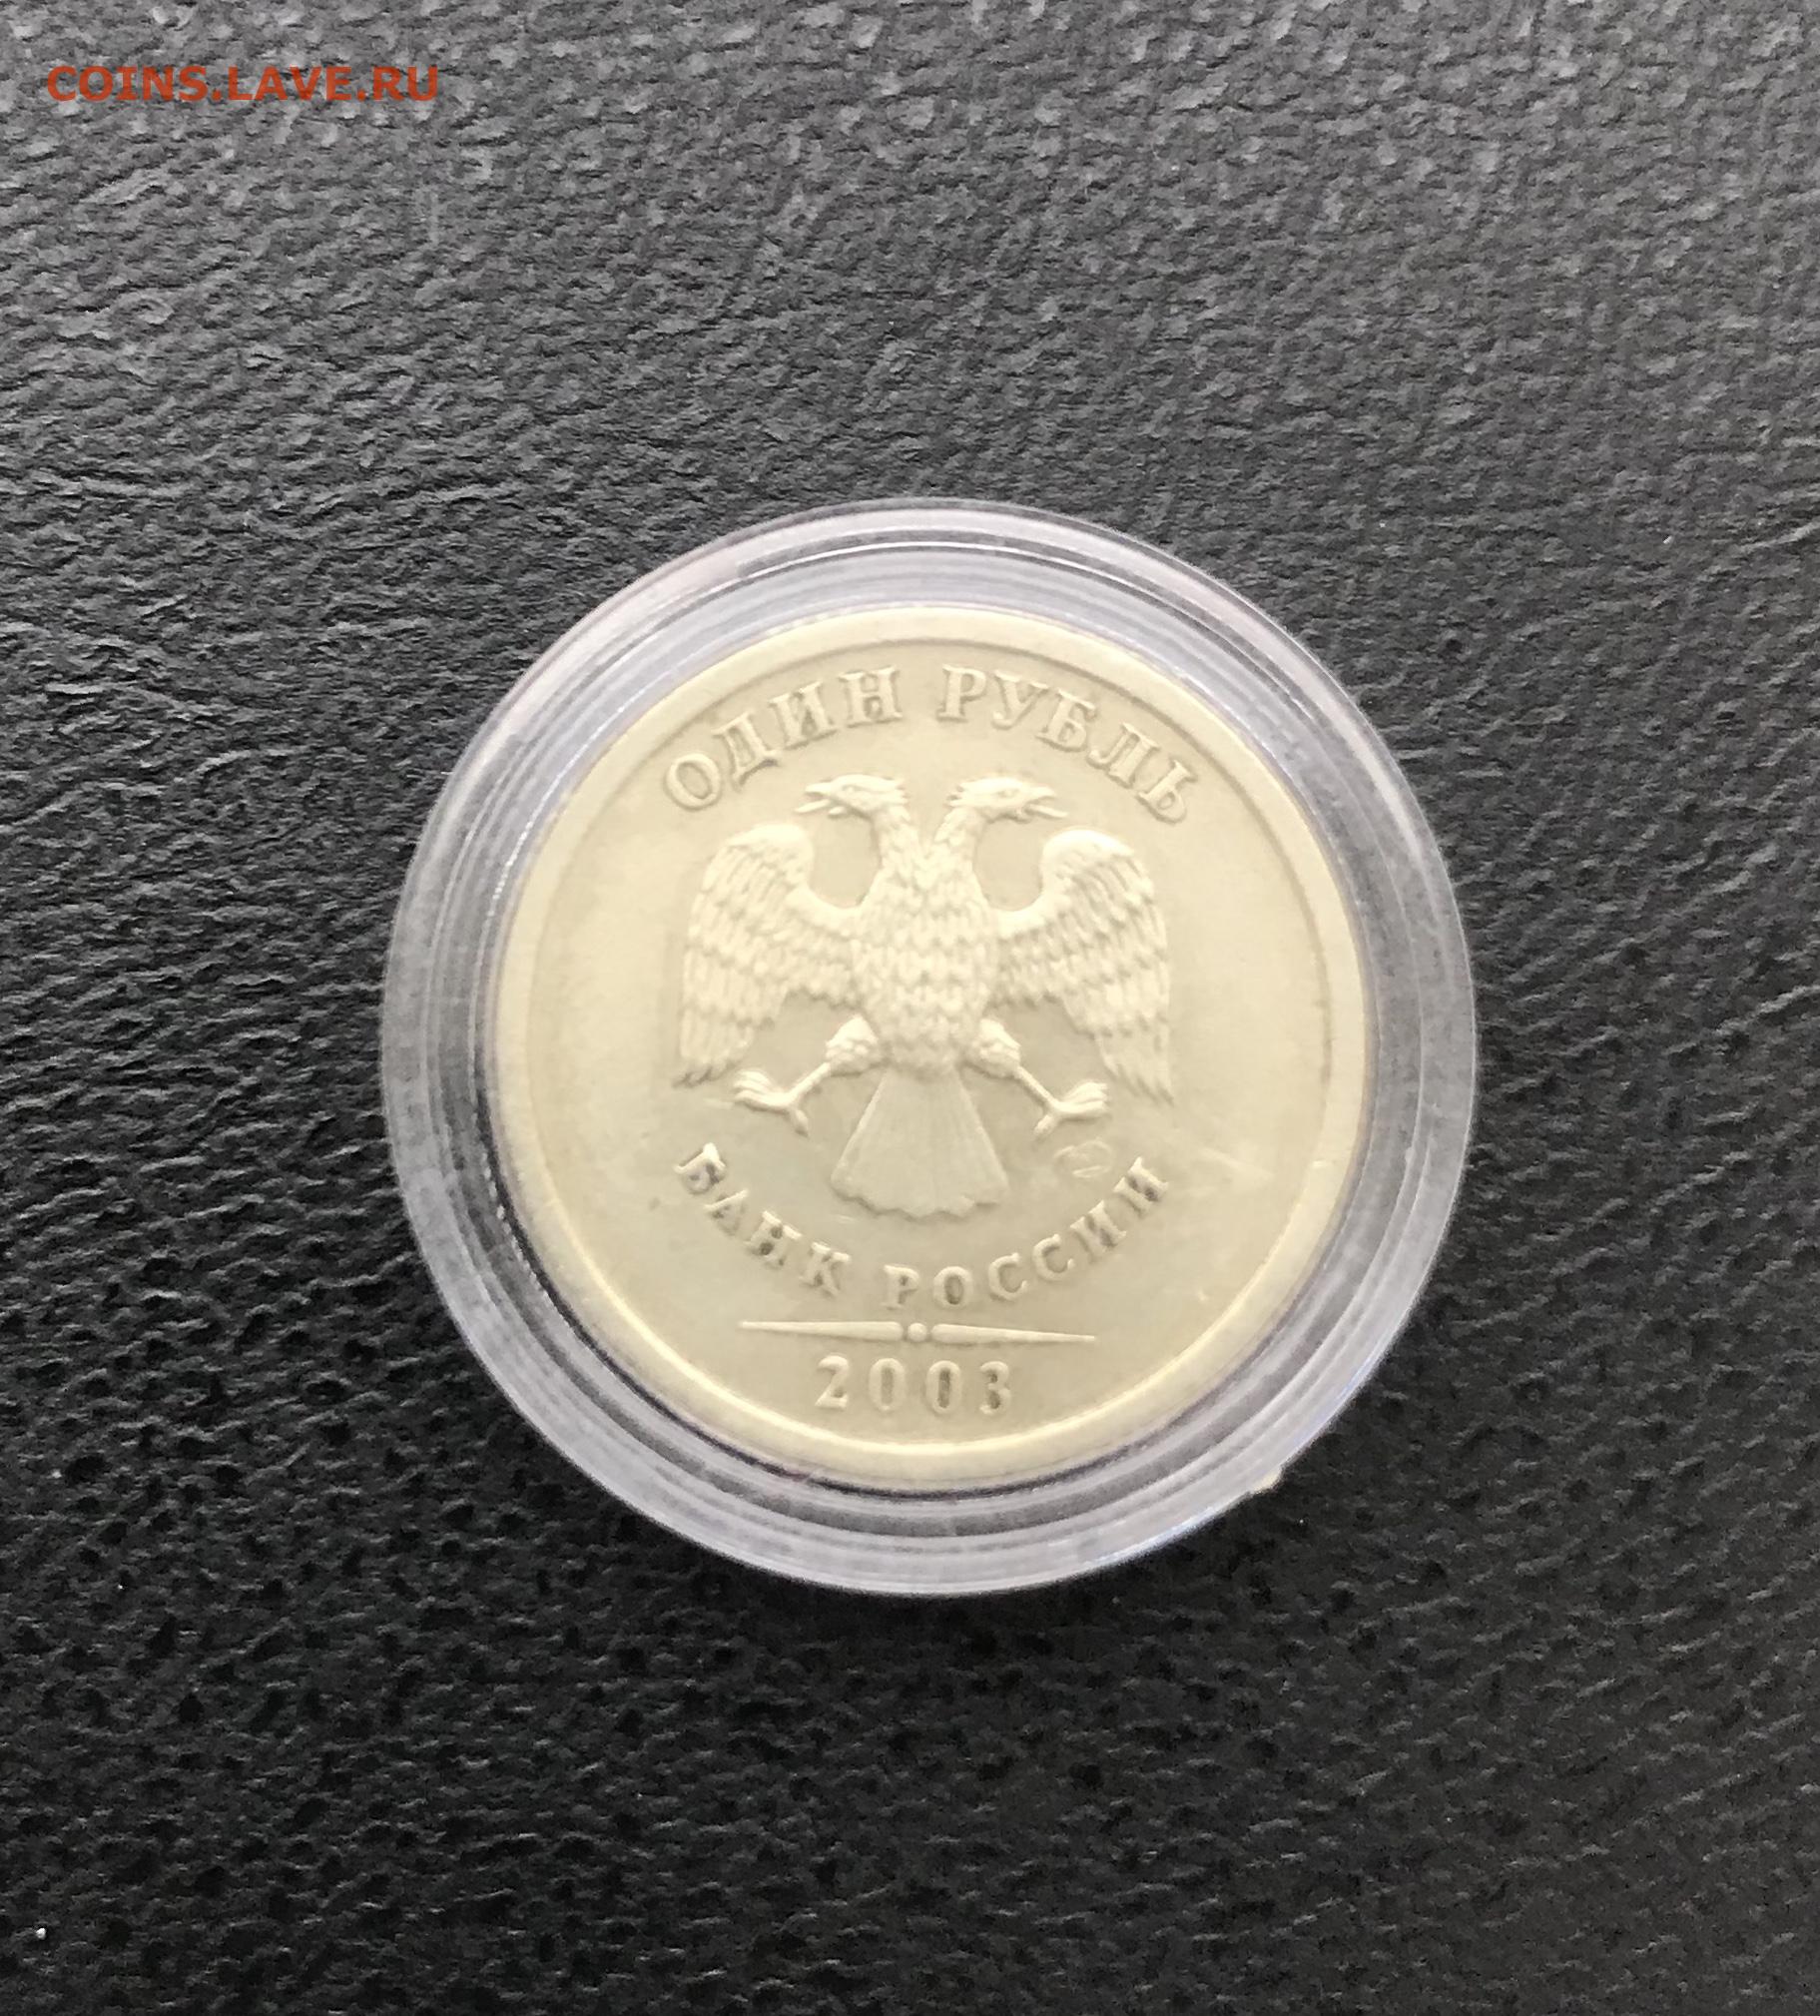 COINS.LAVE.RU
ОДИН РУБЛЬ
БАНК РОССИИ
2003